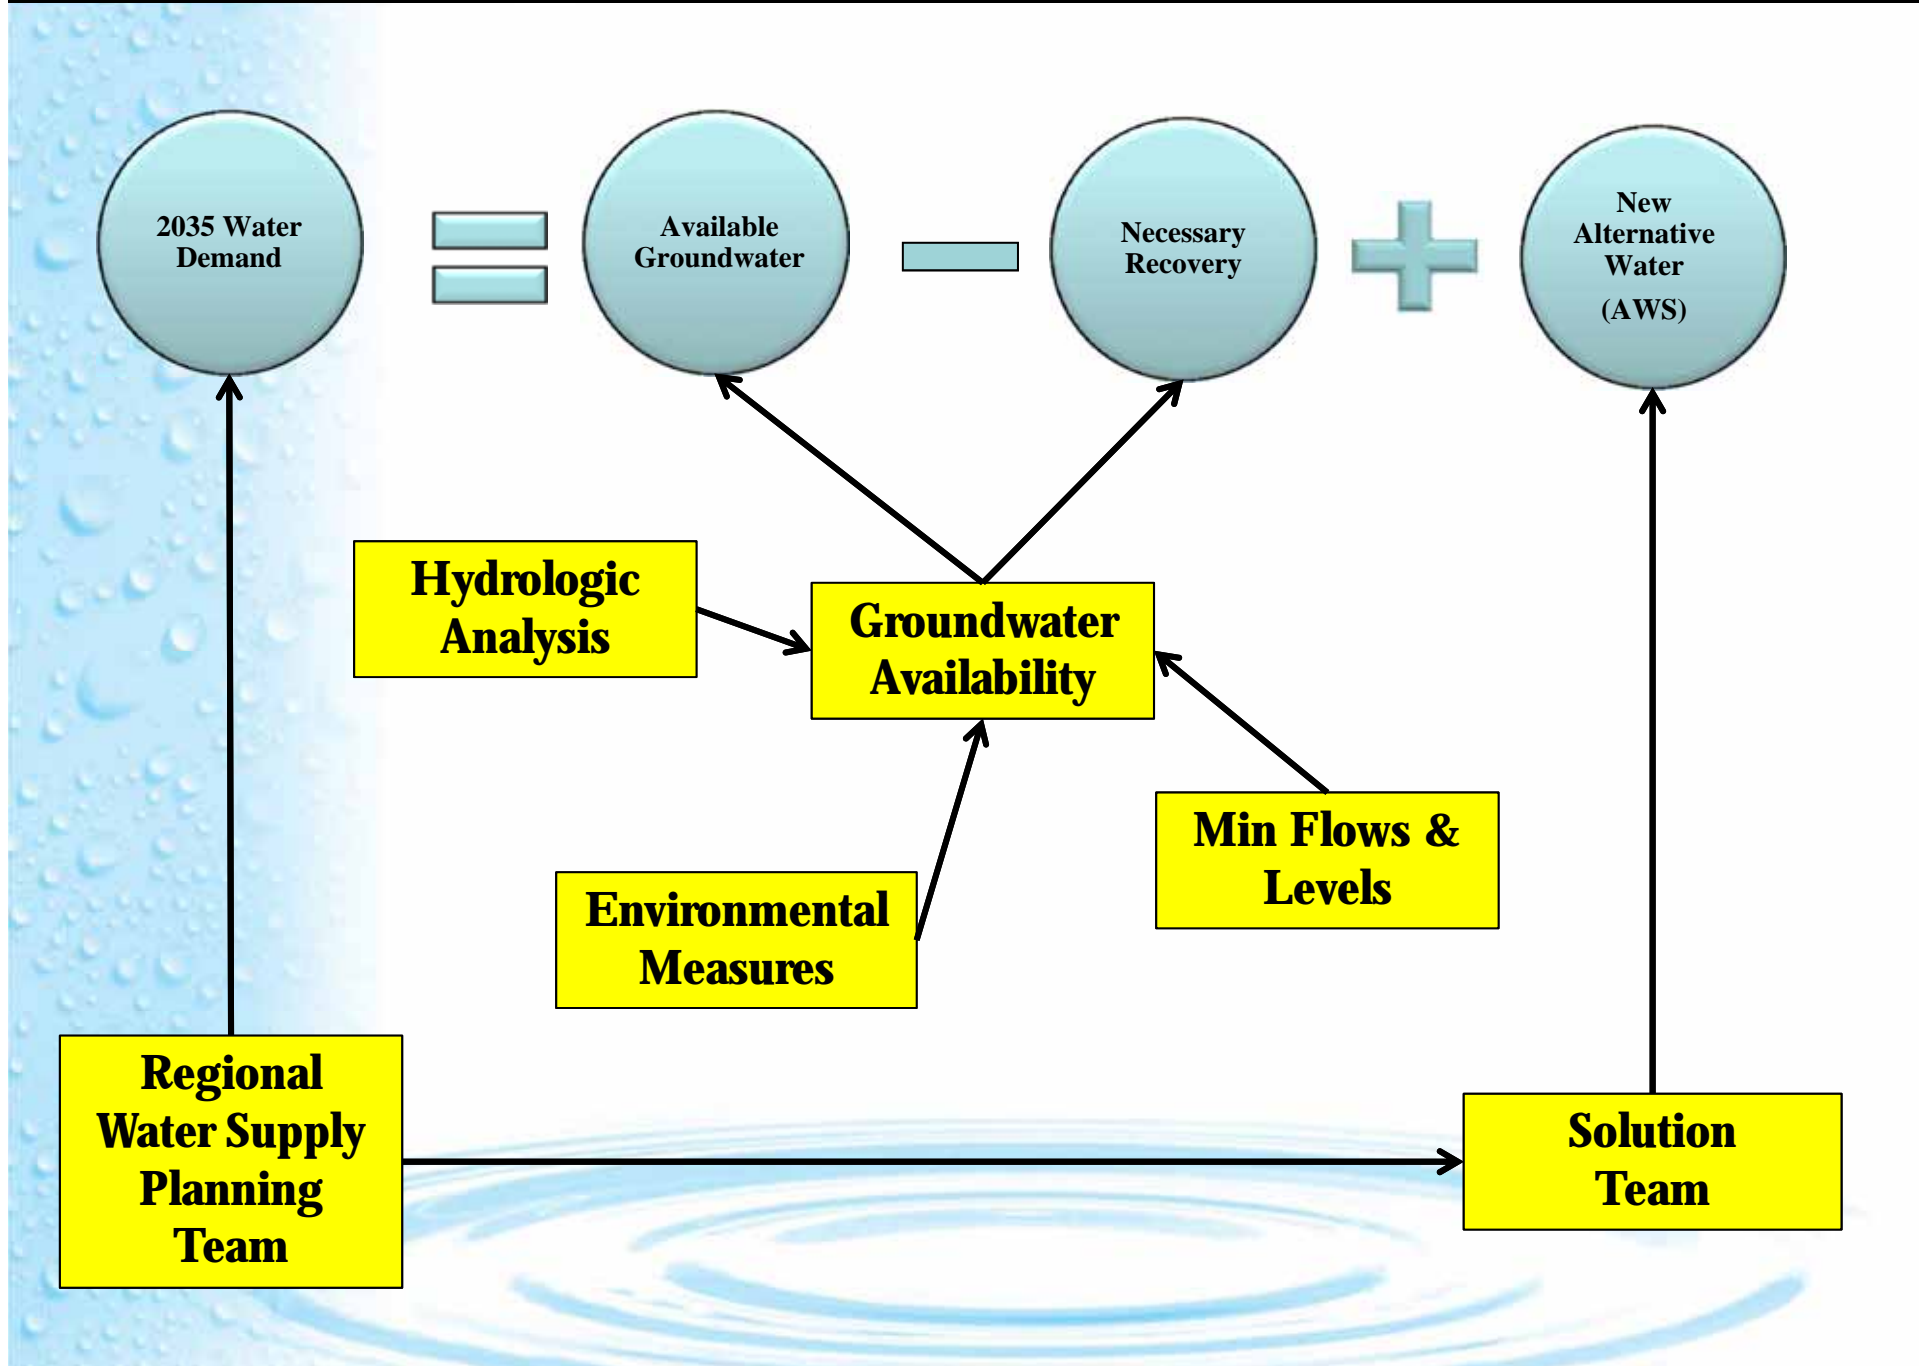 2035 Water
Demand
Available
Groundwater
Necessary
Recovery
New
Alternative
Water
(AWS)
Hydrologic
Analysis
Groundwater
Availability
Min Flows &
Levels
Environmental
Measures
Regional
Water Supply
Planning
Team
Solution
Team